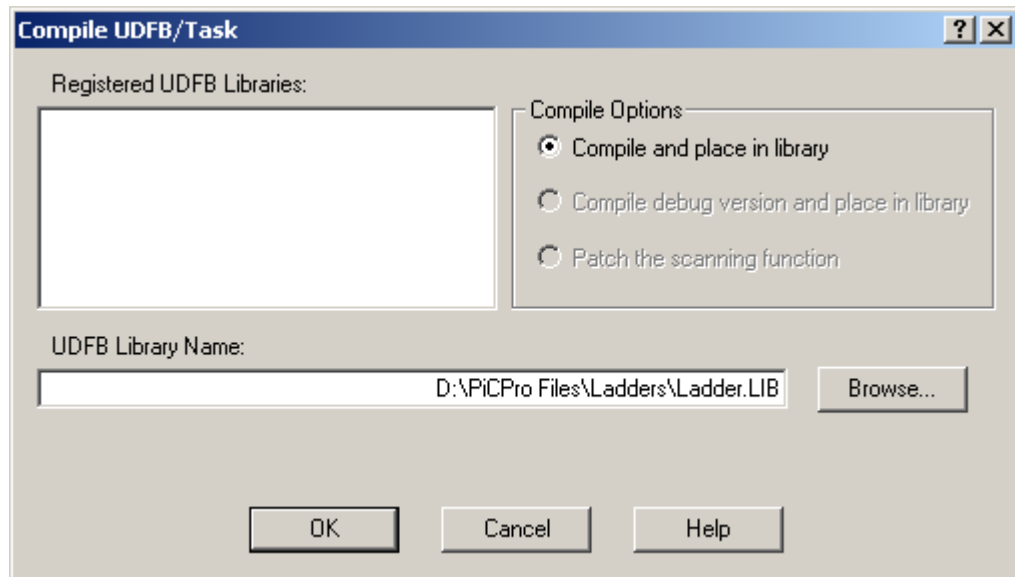 Compile UDFB/Task
Registered UDFB Libraries:
Compile Options
Compile and place in library
Compile debug version and place in library
Patch the scanning function
UDFB Library Name:
D:\PiCPro Files\Ladders\Ladder.LIB
Browse...
OK
Cancel
Help